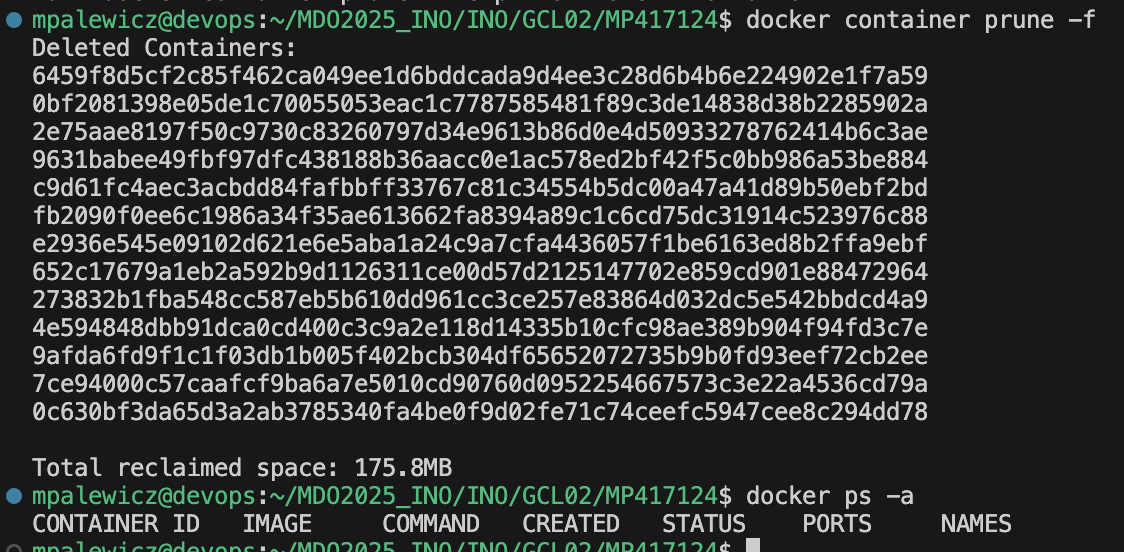 mpalewicz@devops:~/MDO2025_INO/INO/GCL02/MP417124$ docker container prune -f
Deleted Containers:
6459f8d5cf2c85f462ca049ee1d6bddcada9d4ee3c28d6b4b6e224902e1f7a59
0bf2081398e05de1c70055053eac1c7787585481f89c3de14838d38b2285902a
2e75aae8197f50c9730c83260797d34e9613b86d0e4d50933278762414b6c3ae
9631babee49fbf97dfc438188b36aacc0e1ac578ed2bf42f5c0bb986a53be884
c9d61fc4aec3acbdd84fafbbff33767c81c34554b5dc00a47a41d89b50ebf2bd
fb2090f0ee6c1986a34f35ae613662fa8394a89c1c6cd75dc31914c523976c88
e2936e545e09102d621e6e5aba1a24c9a7cfa4436057f1be6163ed8b2ffa9ebf
652c17679a1eb2a592b9d1126311ce00d57d2125147702e859cd901e88472964
273832b1fba548cc587eb5b610dd961cc3ce257e83864d032dc5e542bbdcd4a9
4e594848dbb91dca0cd400c3c9a2e118d14335b10cfc98ae389b904f94fd3c7e
9afda6fd9f1c1f03db1b005f402bcb304df65652072735b9b0fd93eef72cb2ee
7ce94000c57caafcf9ba6a7e5010cd90760d0952254667573c3e22a4536cd79a
0c630bf3da65d3a2ab3785340fa4be0f9d02fe71c74ceefc5947cee8c294dd78
Total reclaimed space: 175.8MB
mpalewicz@devops:~/MDO2025_INO/INO/GCL02/MP417124$ docker ps -a
CONTAINER ID   IMAGE     COMMAND   CREATED   STATUS    PORTS     NAMES
mpalewicz@devops:~/MDO2025_INO/INO/GCL02/MP417124$